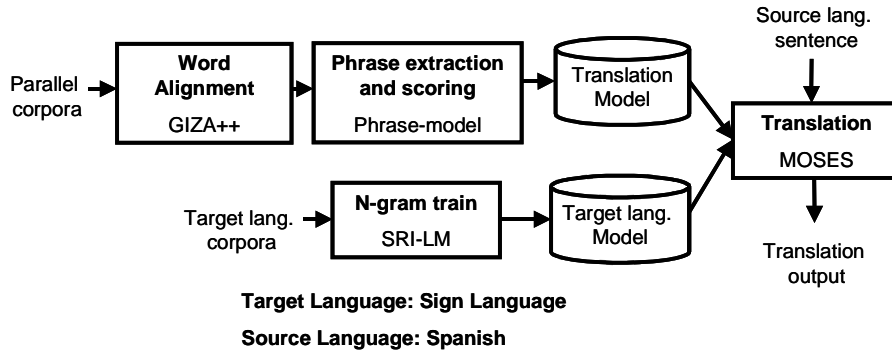 Source lang.
sentence
Parallel
corpora
Word
Alignment
GIZA++
Phrase extraction
and scoring
Phrase-model
Translation
Model
Translation
MOSES
Target lang.
corpora
N-gram train
SRI-LM
Target lang.
Model
Translation
output
Target Language: Sign Language
Source Language: Spanish